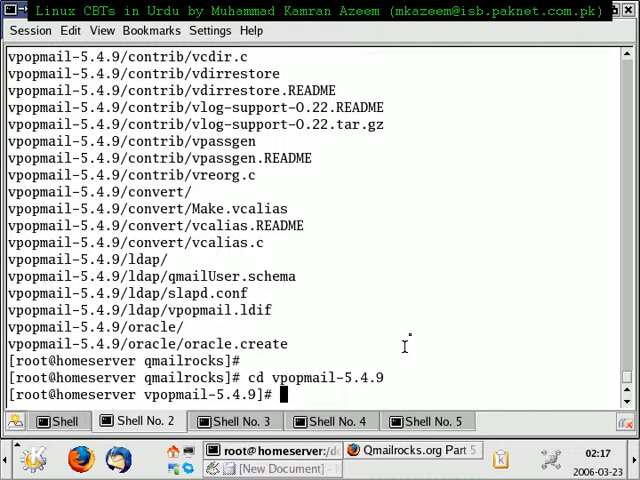 Linux CBTs in Urdu by Muhammad Kamran Azeem (mkazeem@isb.paknet.com.pk)
Session Edit View Bookmarks Settings Help
vpopmail-5.4.9/contrib/vcdir.c
vpopmail-5.4.9/contrib/vdirrestore
vpopmail-5.4.9/contrib/vdirrestore.README
vpopmail-5.4.9/contrib/vlog-support-0.22.README
vpopmail-5.4.9/contrib/vlog-support-0.22.tar.gz
vpopmail-5.4.9/contrib/vpassgen
vpopmail-5.4.9/contrib/vpassgen.README
vpopmail-5.4.9/contrib/vreorg.c
vpopmail-5.4.9/convert/
vpopmail-5.4.9/convert/Make.vcalias
vpopmail-5.4.9/convert/vcalias.README
vpopmail-5.4.9/convert/vcalias.c
vpopmail-5.4.9/ldap/
vpopmail-5.4.9/ldap/qmailUser.schema
vpopmail-5.4.9/ldap/slapd.conf
vpopmail-5.4.9/ldap/vpopmail.ldif
vpopmail-5.4.9/oracle/
vpopmail-5.4.9/oracle/oracle.create
[root@homeserver qmailrocks]#
[root@homeserver qmailrocks]# cd vpopmail-5.4.9
[root@homeserver vpopmail-5.4.9]#
Shell Shell No. 2 Shell No. 3 Shell No. 4 Shell No. 5
root@homeserver:/d Qmailrocks.org Part 5 02:17
[New Document] 2006-03-23